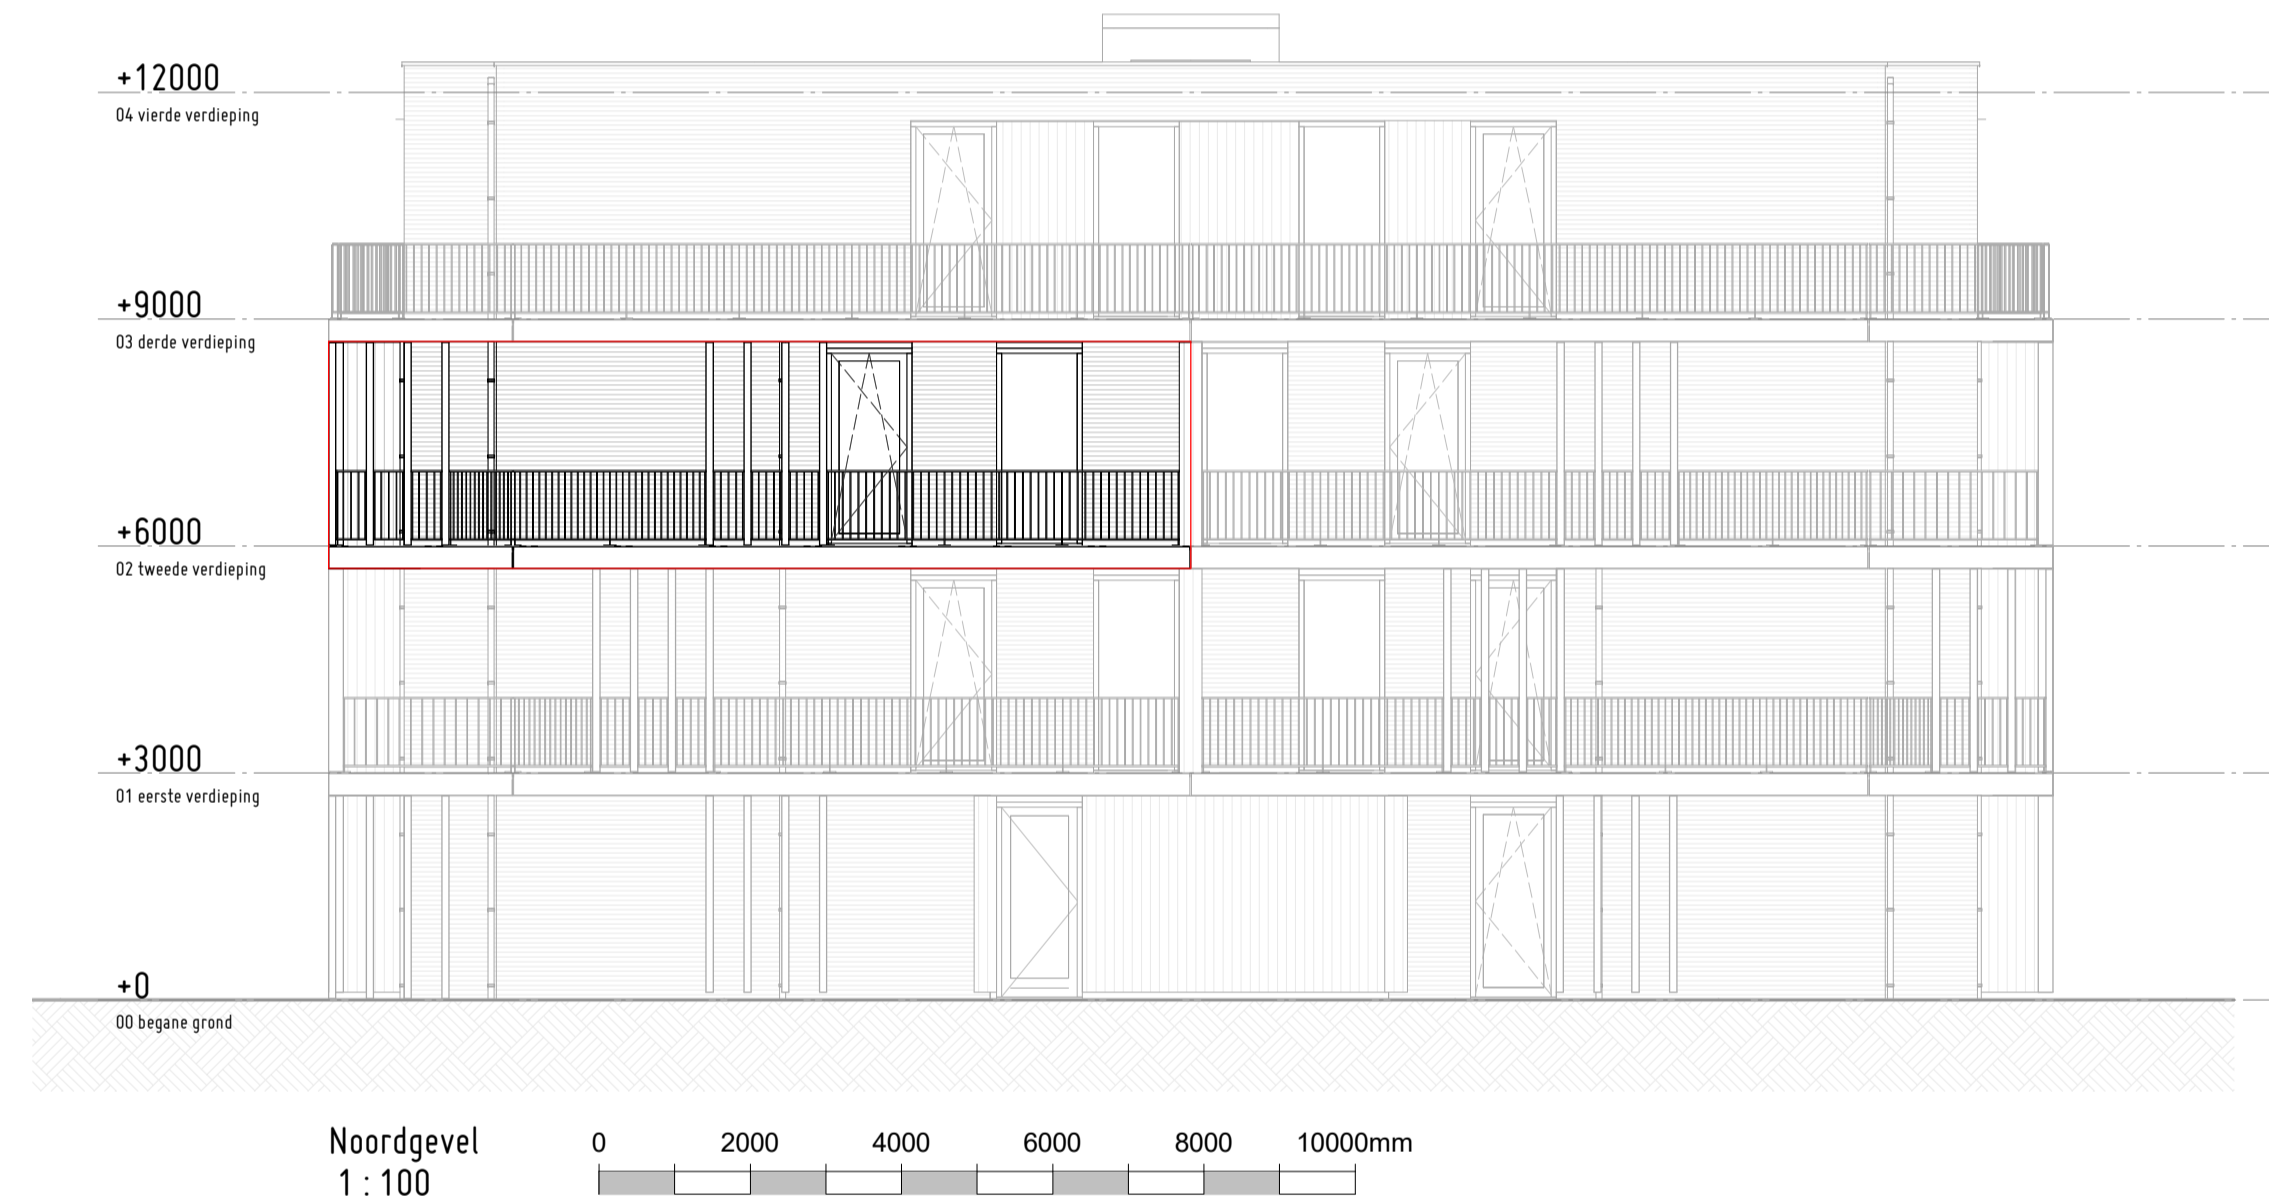 +12000
04 vierde verdieping
+9000
03 derde verdieping
+6000
02 tweede verdieping
+3000
01 eerste verdieping
+0
00 begane grond
Noordgevel
1 : 100
0 2000 4000 6000 8000 10000mm